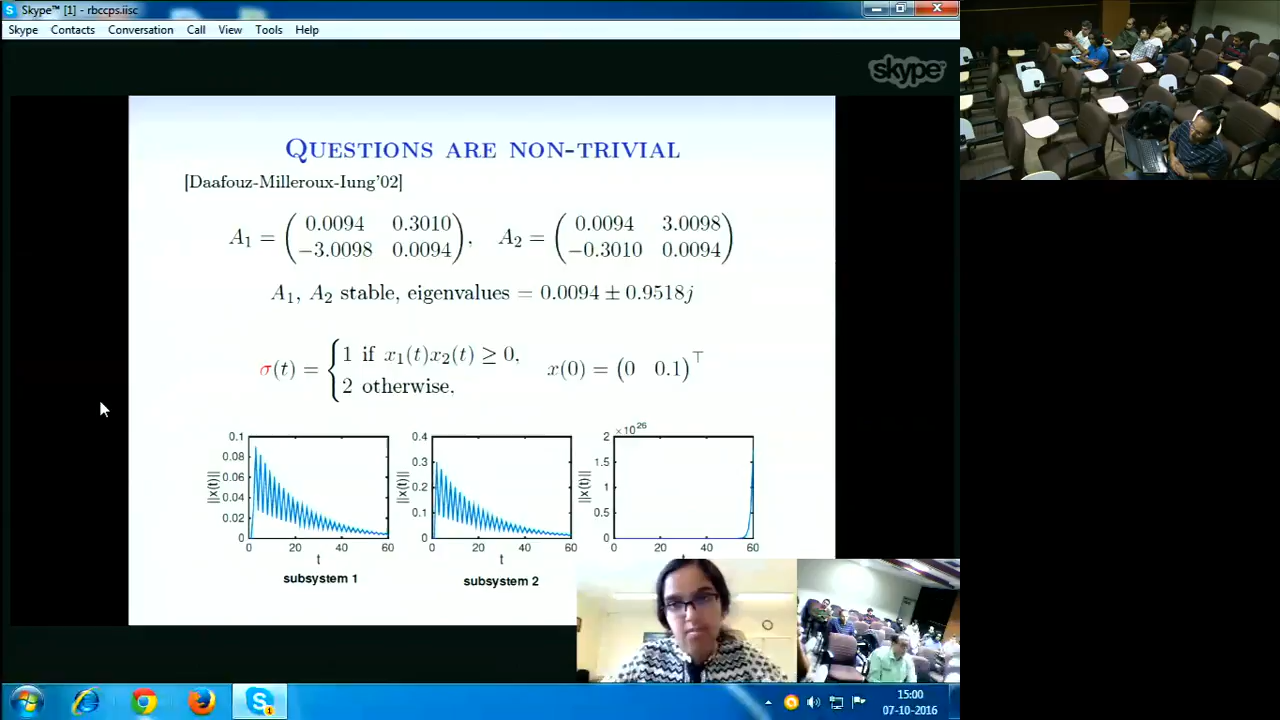 Skype™ [1] - rbccps.iisc
Skype Contacts Conversation Call View Tools Help
skype
QUESTIONS ARE NON-TRIVIAL
[Daafouz-Milleroux-Iung'02]
A₁ = (0.0094 0.3010
−3.0098 0.0094), A₂ = (0.0094 3.0098
−0.3010 0.0094)
A₁, A₂ stable, eigenvalues = 0.0094 ± 0.9518j
σ(t) = {1 if x₁(t)x₂(t) ≥ 0,
2 otherwise.
x(0) = (0 0.1)⊤
0.1
0.08
0.06
0.04
0.02
0
||x(t)||
0 20 40 60
t
subsystem 1
0.4
0.3
0.2
0.1
0
||x(t)||
0 20 40 60
t
subsystem 2
×10²⁶
2
1.5
1
0.5
0
||x(t)||
0 20 40 60
15:00
07-10-2016